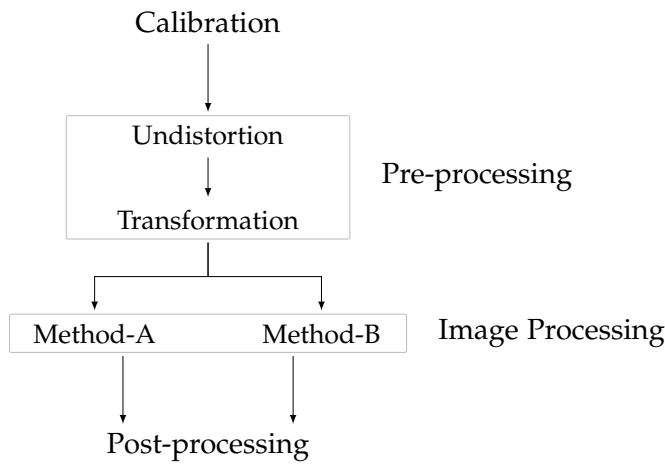 Calibration
Undistortion
Pre-processing
Transformation
Method-A
Method-B
Image Processing
Post-processing